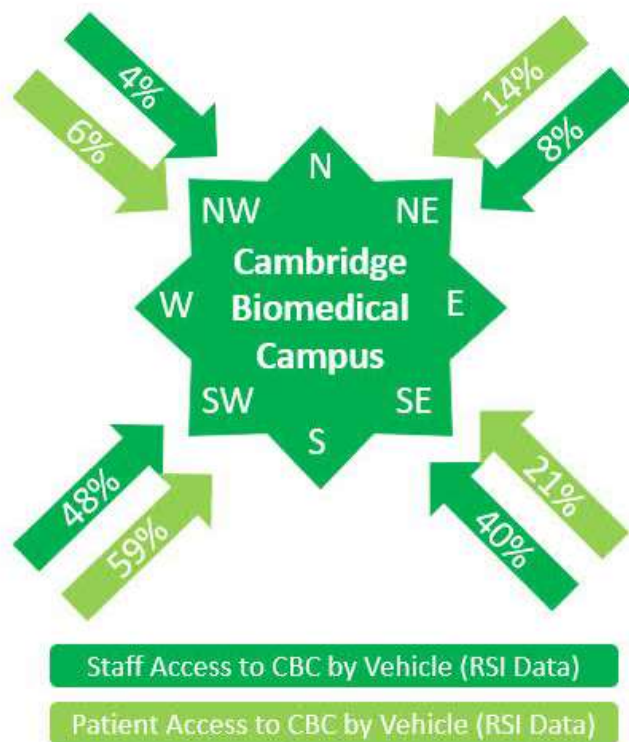 4%
14%
6%
8%
N
NW
NE
Cambridge
W
Biomedical
E
Campus
SW
SE
S
48%
21%
59%
40%
Staff Access to CBC by Vehicle (RSI Data)
Patient Access to CBC by Vehicle (RSI Data)